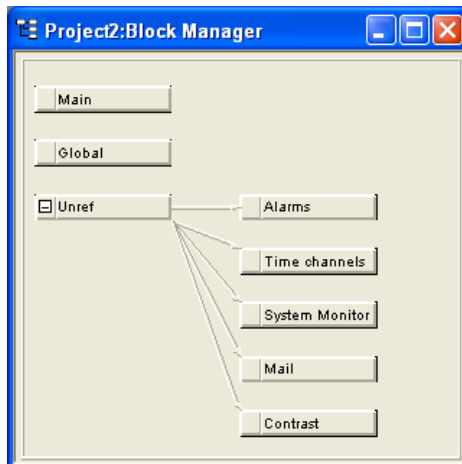 Project2:Block Manager
Main
Global
Unref
Alarms
Time channels
System Monitor
Mail
Contrast